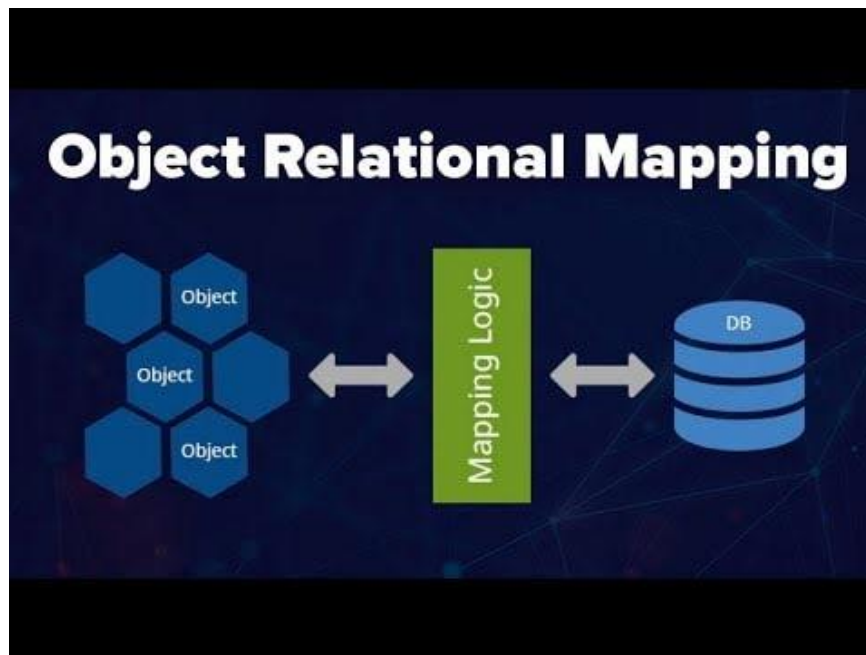 Object Relational Mapping
Object
Object
Object
Mapping Logic
DB